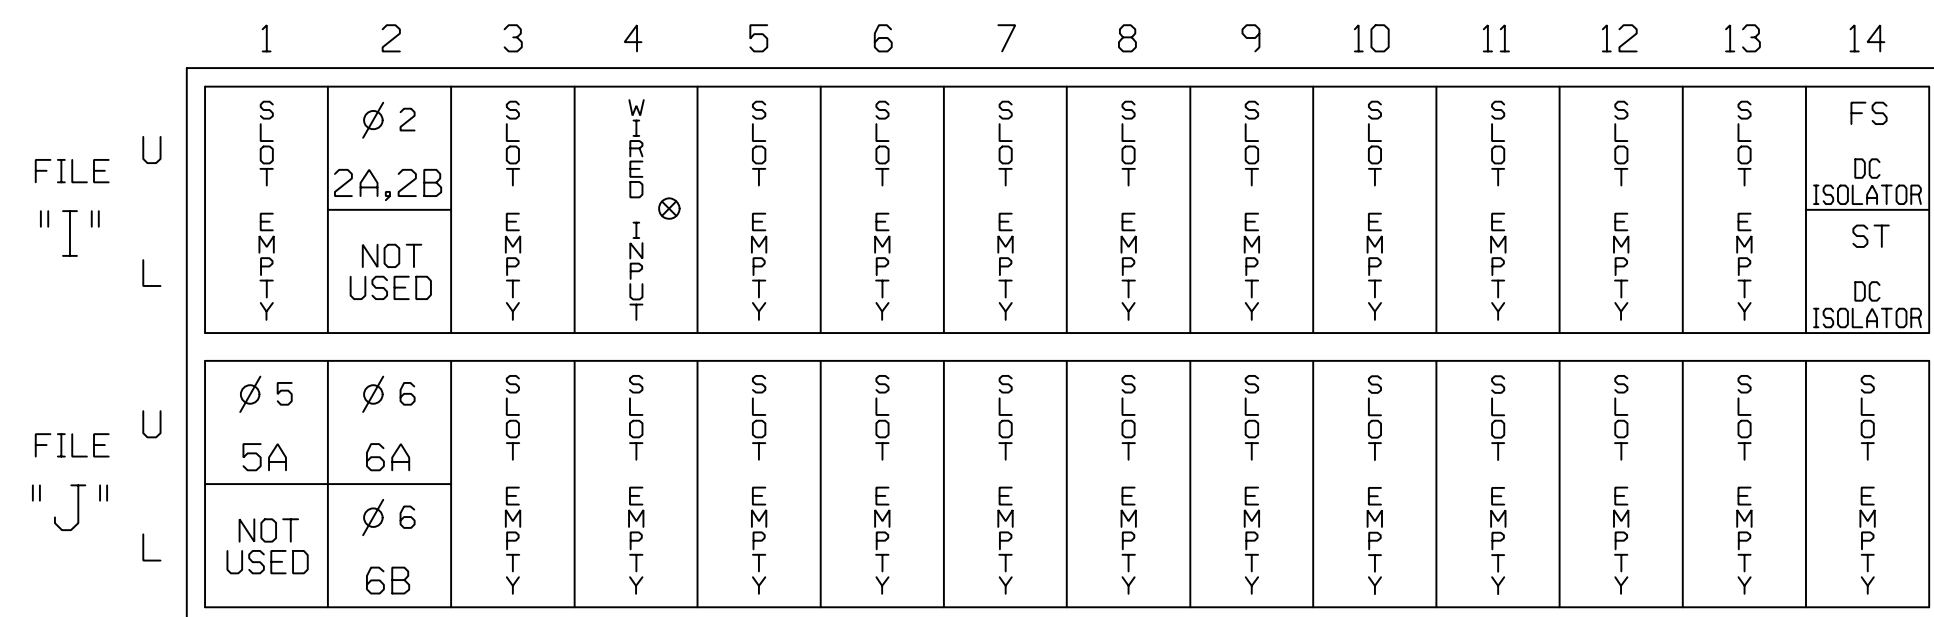 1 2 3 4 5 6 7 8 9 10 11 12 13 14
FILE "I"
U
L
SLOT EMPTY
Ø 2
2A,2B
NOT USED
SLOT EMPTY
WIRED INPUT
⊗
SLOT EMPTY
SLOT EMPTY
SLOT EMPTY
SLOT EMPTY
SLOT EMPTY
SLOT EMPTY
SLOT EMPTY
SLOT EMPTY
SLOT EMPTY
FS
DC
ISOLATOR
ST
DC
ISOLATOR
FILE "J"
U
L
Ø 5
5A
NOT USED
Ø 6
6A
Ø 6
6B
SLOT EMPTY
SLOT EMPTY
SLOT EMPTY
SLOT EMPTY
SLOT EMPTY
SLOT EMPTY
SLOT EMPTY
SLOT EMPTY
SLOT EMPTY
SLOT EMPTY
SLOT EMPTY
SLOT EMPTY